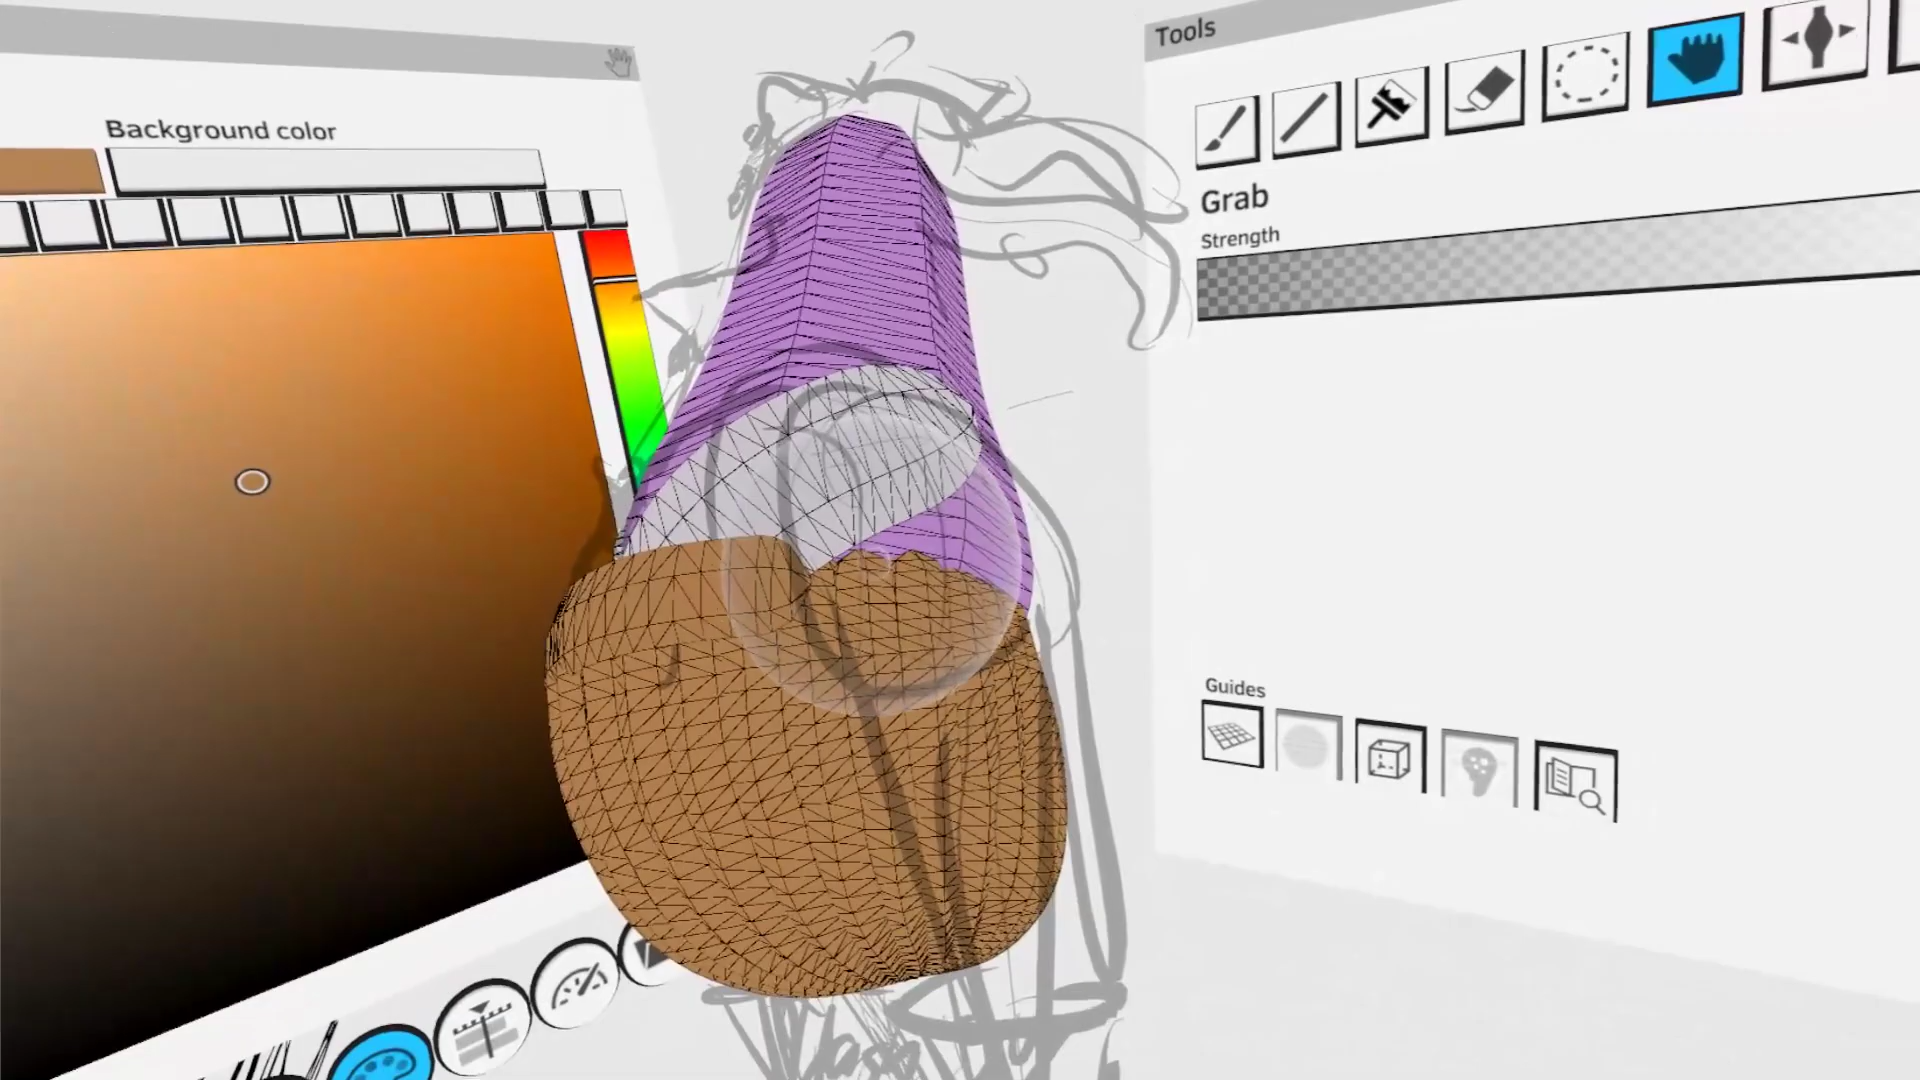 Background color
Tools
Grab
Strength
Guides